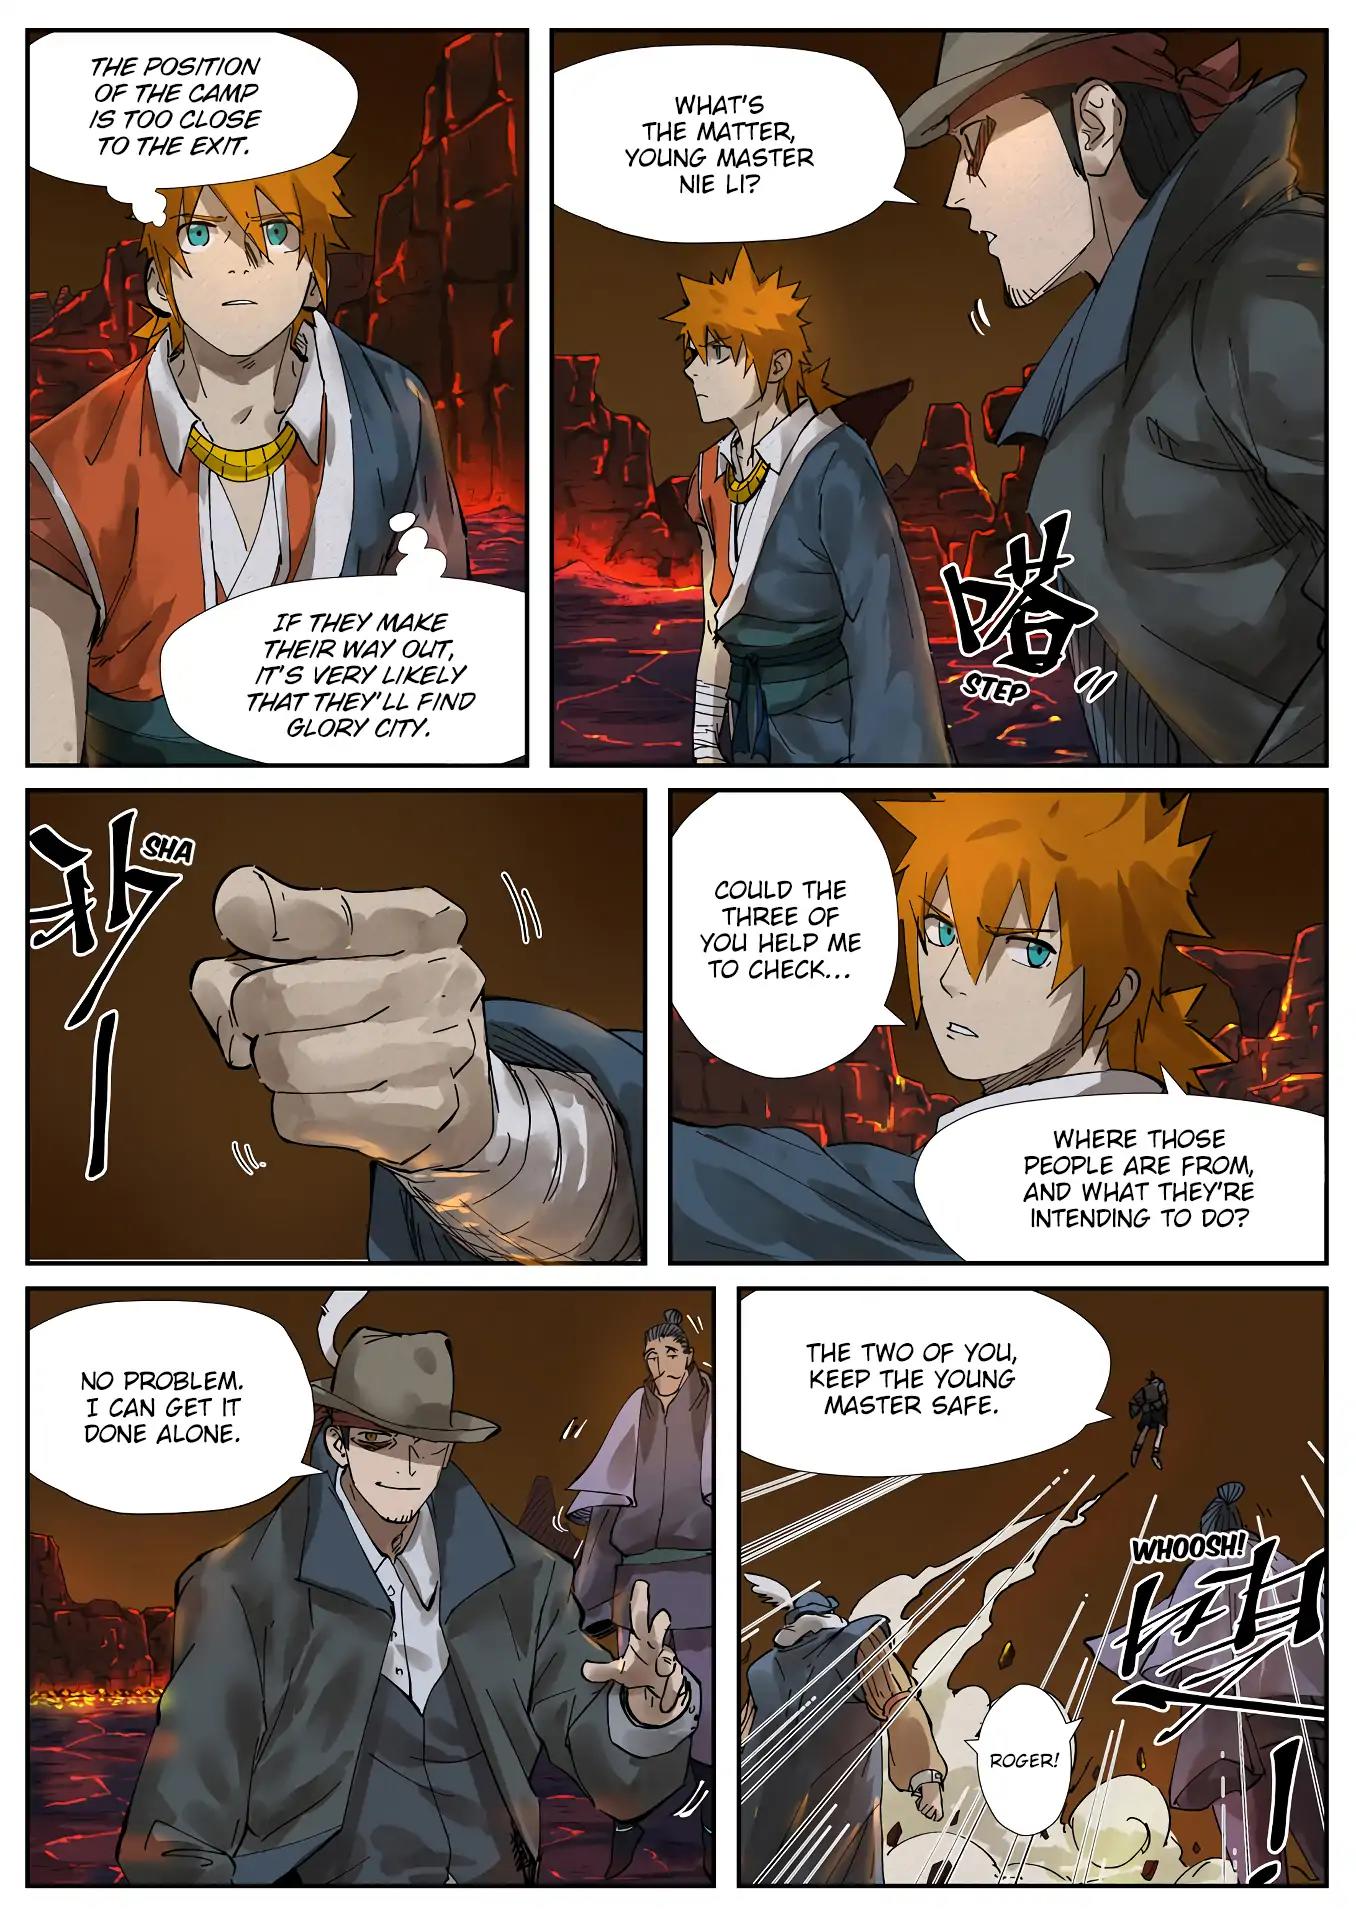 THE POSITION
OF THE CAMP
IS TOO CLOSE
TO THE EXIT.
IF THEY MAKE
THEIR WAY OUT,
IT'S VERY LIKELY
THAT THEY'LL FIND
GLORY CITY.
WHAT'S
THE MATTER,
YOUNG MASTER
NIE LI?
嗒
STEP
SHA
COULD THE
THREE OF
YOU HELP ME
TO CHECK...
WHERE THOSE
PEOPLE ARE FROM,
AND WHAT THEY'RE
INTENDING TO DO?
NO PROBLEM.
I CAN GET IT
DONE ALONE.
THE TWO OF YOU,
KEEP THE YOUNG
MASTER SAFE.
WHOOSH!
ROGER!